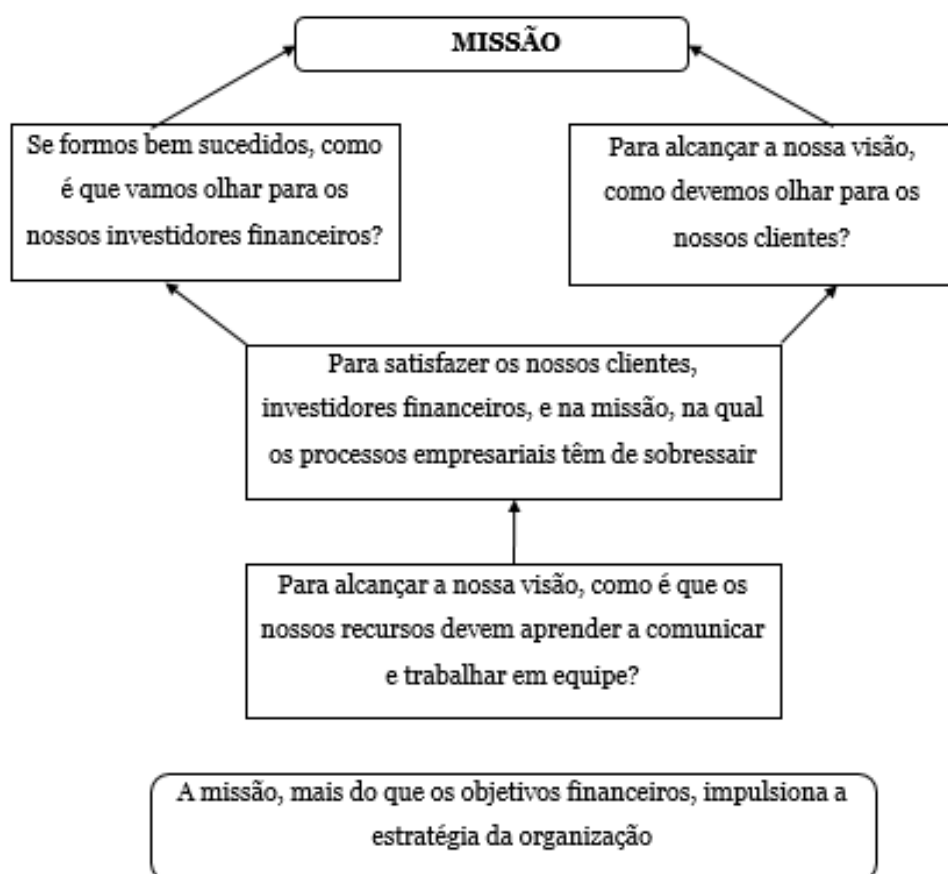 MISSÃO
Se formos bem sucedidos, como
é que vamos olhar para os
nossos investidores financeiros?
Para alcançar a nossa visão,
como devemos olhar para os
nossos clientes?
Para satisfazer os nossos clientes,
investidores financeiros, e na missão, na qual
os processos empresariais têm de sobressair
Para alcançar a nossa visão, como é que os
nossos recursos devem aprender a comunicar
e trabalhar em equipe?
A missão, mais do que os objetivos financeiros, impulsiona a
estratégia da organização